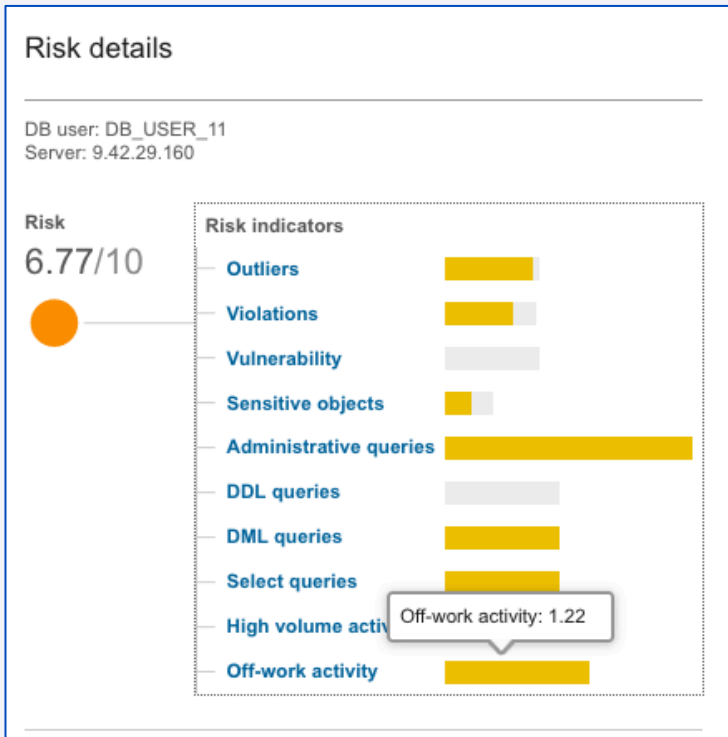 Risk details
DB user: DB_USER_11
Server: 9.42.29.160
Risk
6.77/10
Risk indicators
Outliers
Violations
Vulnerability
Sensitive objects
Administrative queries
DDL queries
DML queries
Select queries
Off-work activity: 1.22
High volume
Off-work activity